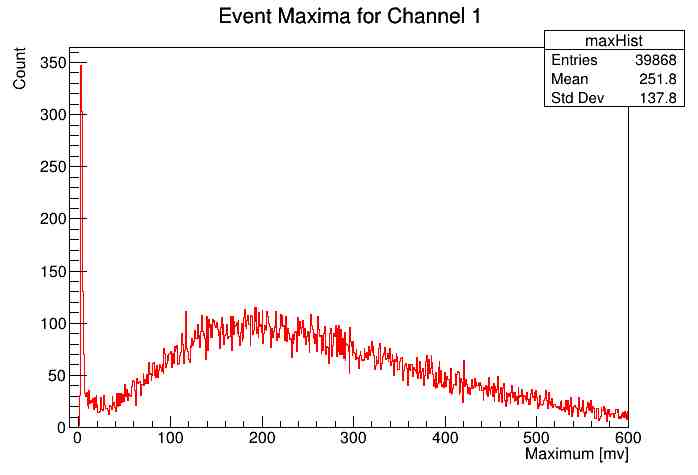 Event Maxima for Channel 1
maxHist
Entries 39868
Mean 251.8
Std Dev 137.8
Count
350
300
250
200
150
100
50
0
0 100 200 300 400 500 600
Maximum [mv]